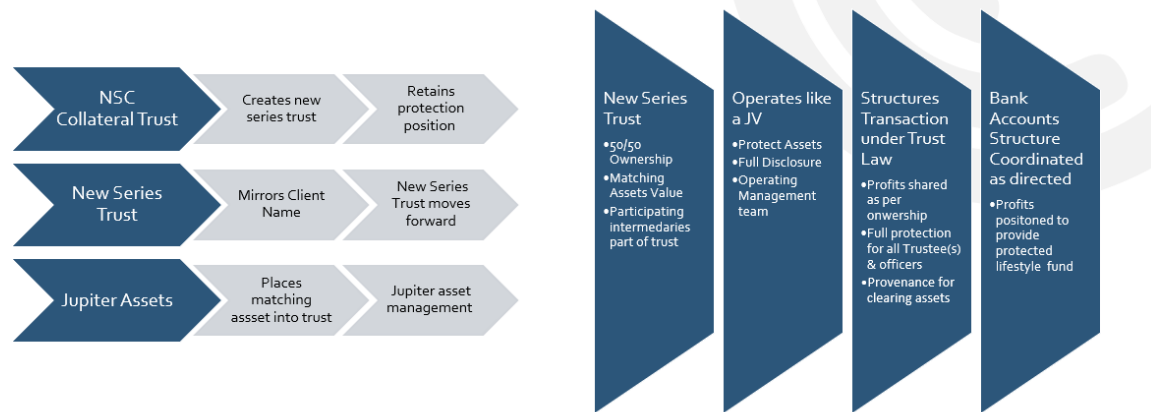 NSC
Collateral Trust
Creates new
series trust
Retains
protection
position
New Series
Trust
Mirrors Client
Name
New Series
Trust moves
forward
Jupiter Assets
Places
matching
assset into trust
Jupiter asset
management
New Series
Trust
•50/50
Ownership
•Matching
Assets Value
•Participating
intermedaries
part of trust
Operates like
a JV
•Protect Assets
•Full Disclosure
•Operating
Management
team
Structures
Transaction
under Trust
Law
•Profits shared
as per
onwership
•Full protection
for all Trustee(s)
& officers
•Provenance for
clearing assets
Bank
Accounts
Structure
Coordinated
as directed
•Profits
positoned to
provide
protected
lifestyle fund